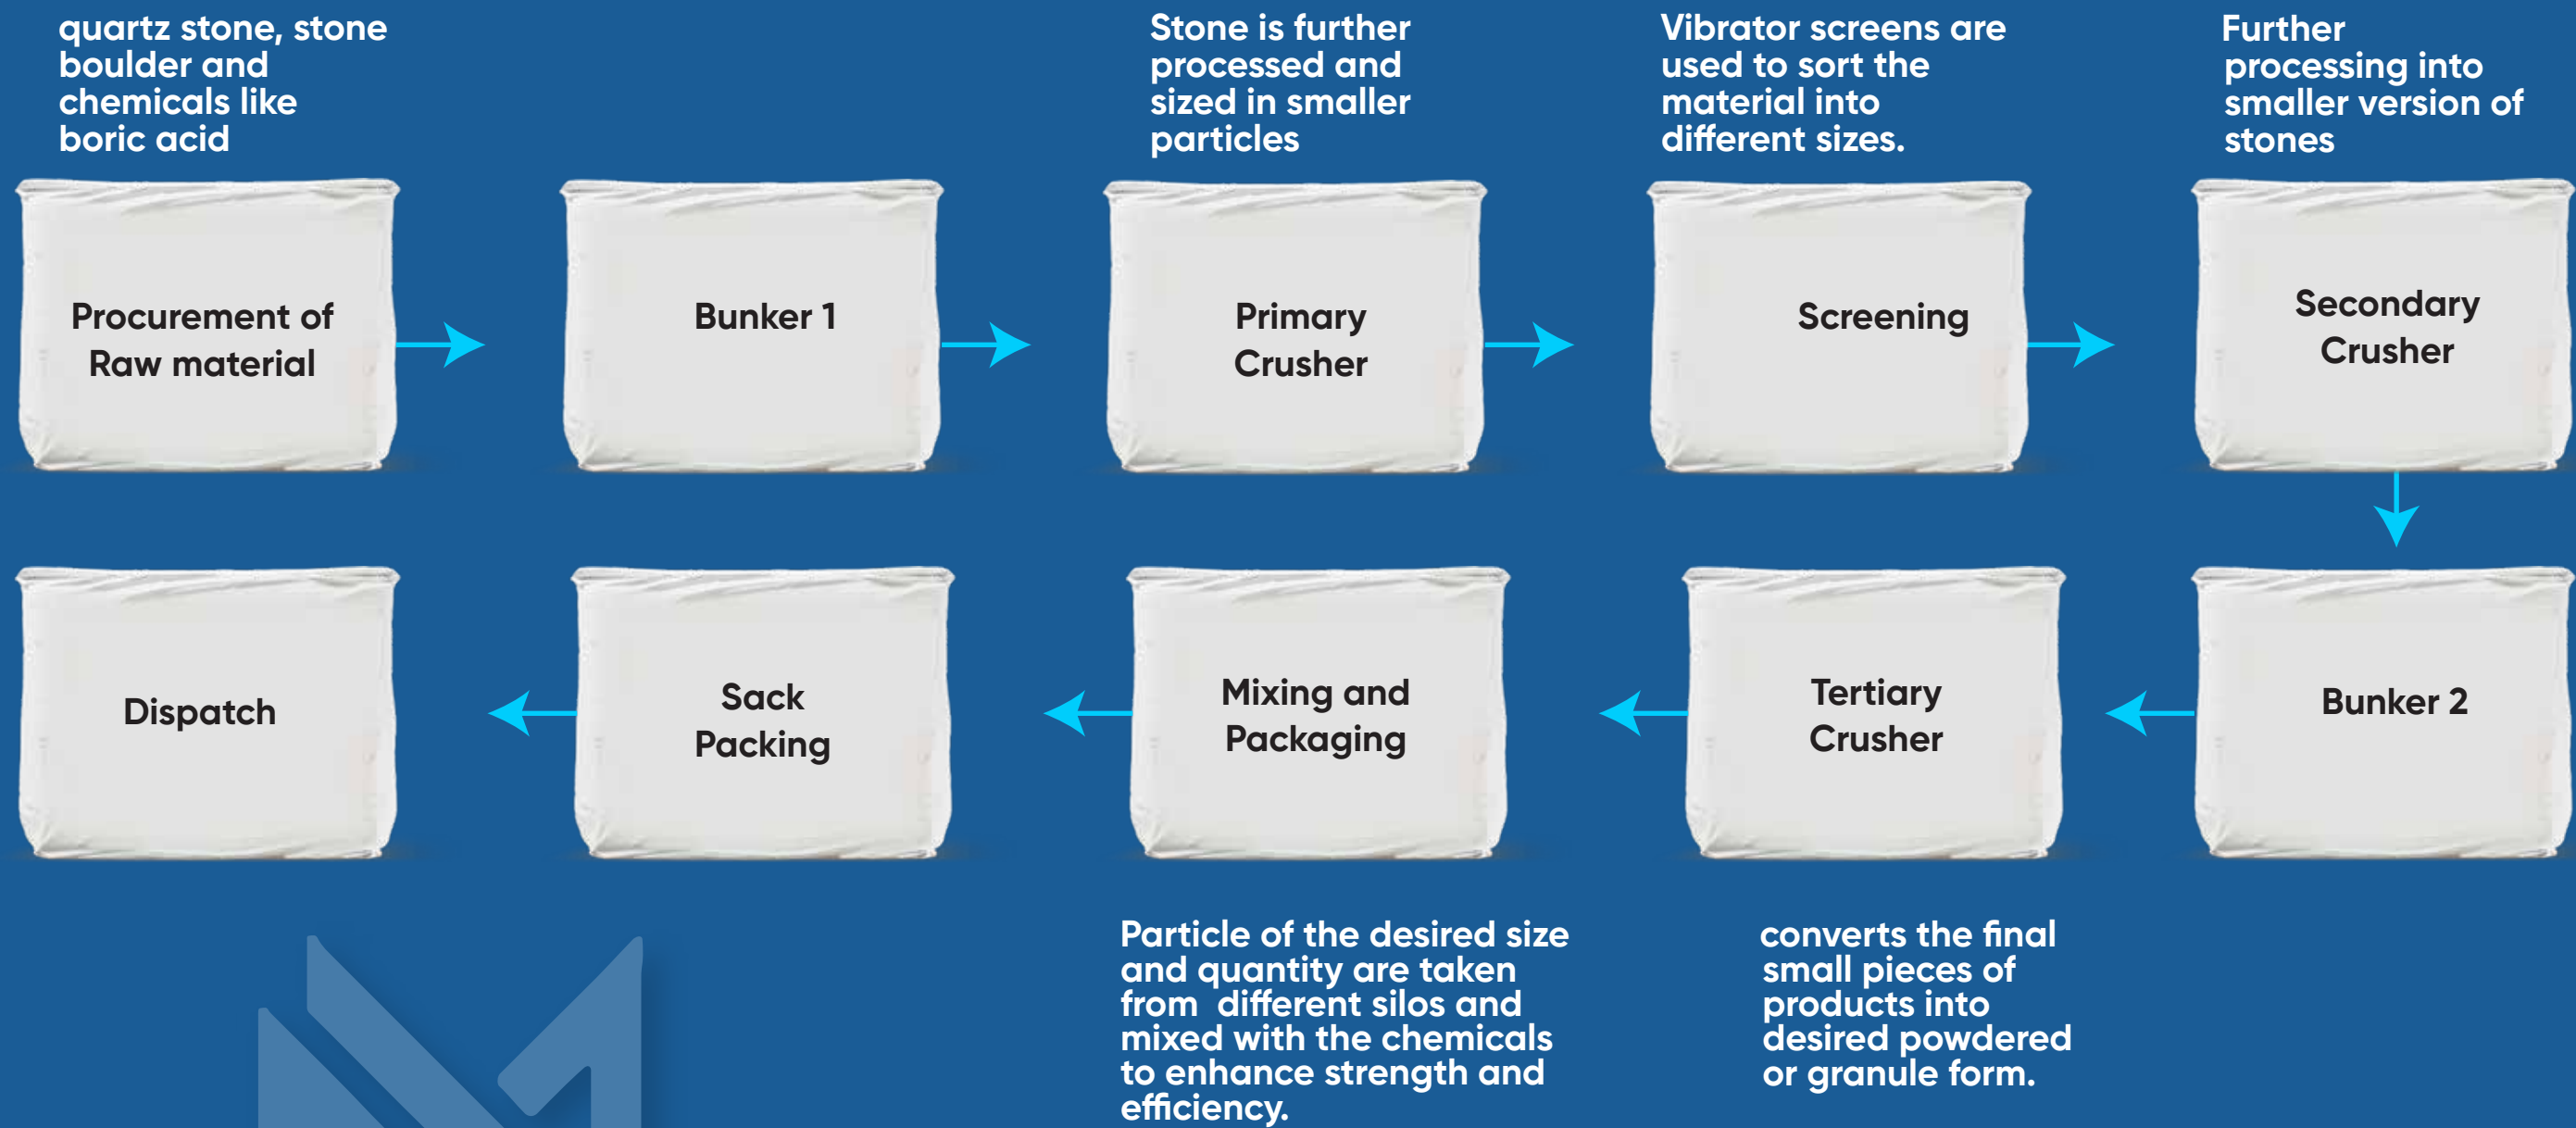 quartz stone, stone
boulder and
chemicals like
boric acid
Stone is further
processed and
sized in smaller
particles
Vibrator screens are
used to sort the
material into
different sizes.
Further
processing into
smaller version of
stones
Procurement of
Raw material
Bunker 1
Primary
Crusher
Screening
Secondary
Crusher
Dispatch
Sack
Packing
Mixing and
Packaging
Tertiary
Crusher
Bunker 2
Particle of the desired size
and quantity are taken
from different silos and
mixed with the chemicals
to enhance strength and
efficiency.
converts the final
small pieces of
products into
desired powdered
or granule form.